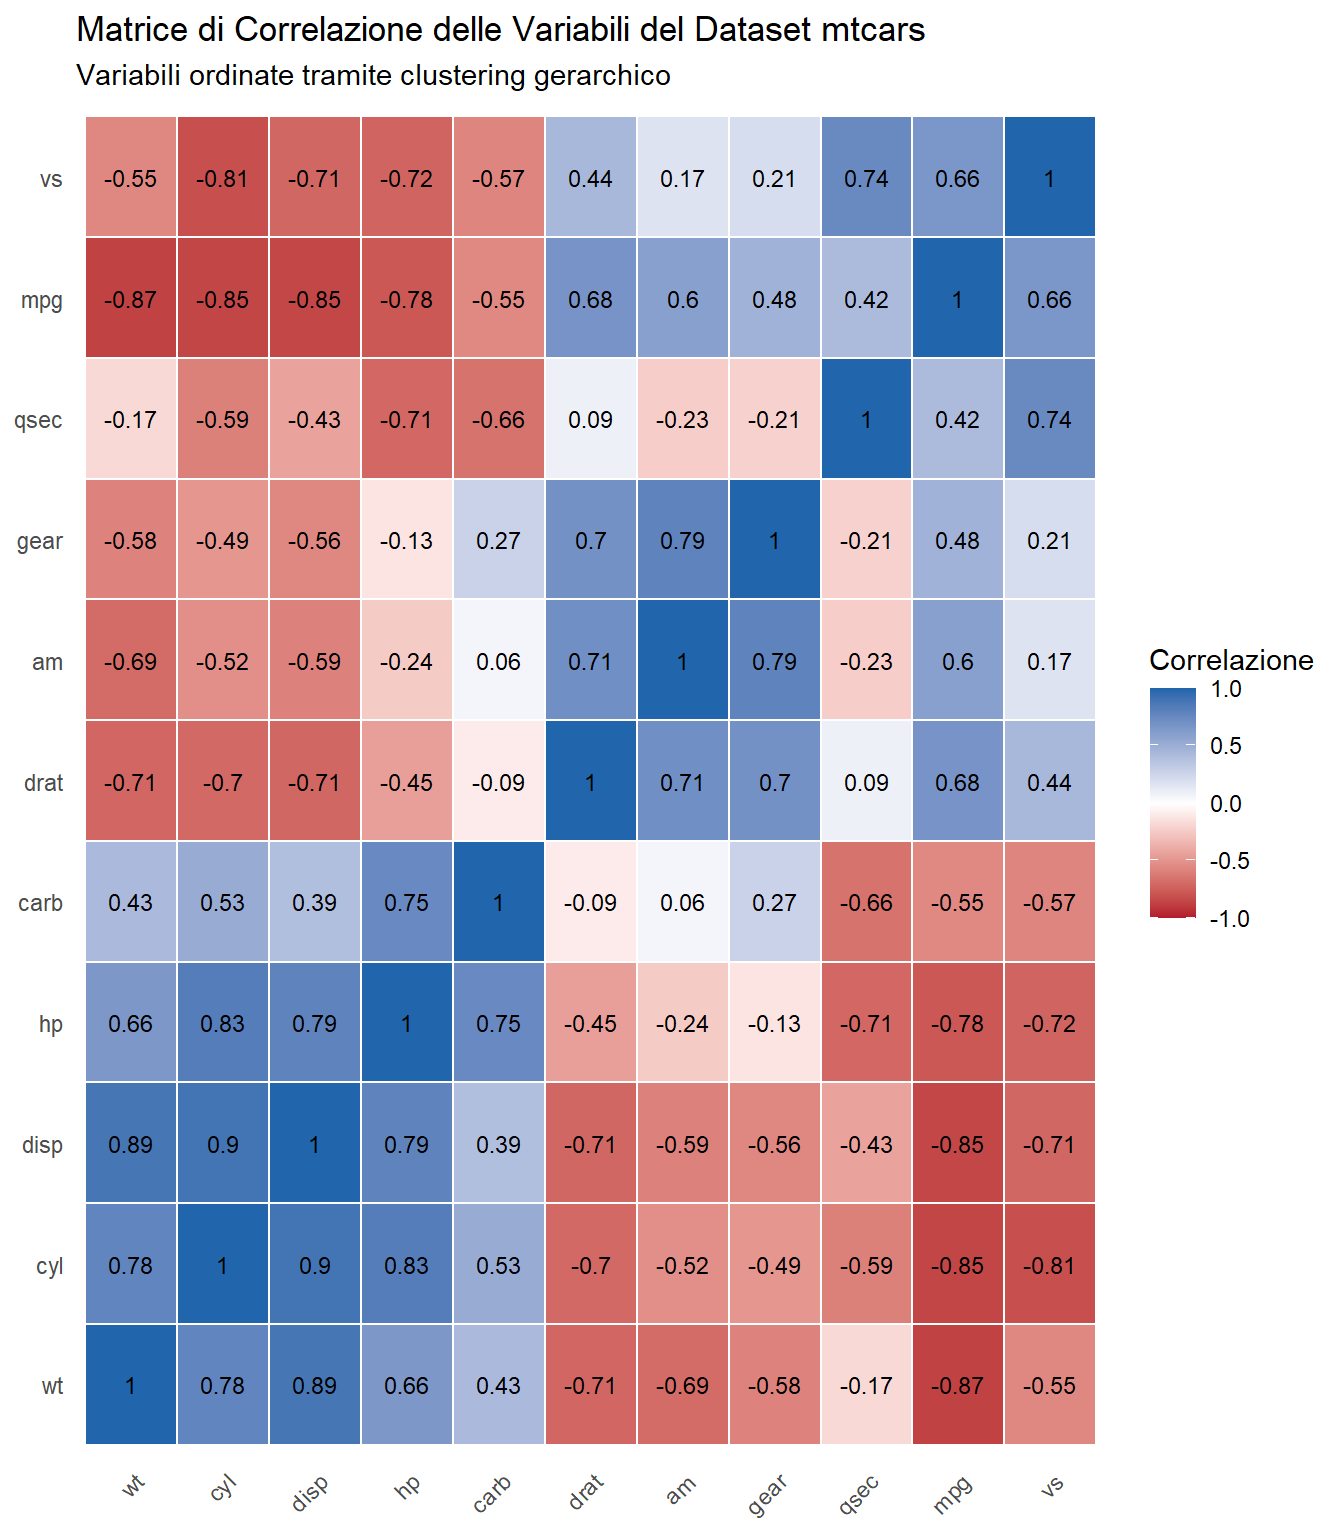 Matrice di Correlazione delle Variabili del Dataset mtcars
Variabili ordinate tramite clustering gerarchico
vs -0.55 -0.81 -0.71 -0.72 -0.57 0.44 0.17 0.21 0.74 0.66 1
mpg -0.87 -0.85 -0.85 -0.78 -0.55 0.68 0.6 0.48 0.42 1 0.66
qsec -0.17 -0.59 -0.43 -0.71 -0.66 0.09 -0.23 -0.21 1 0.42 0.74
gear -0.58 -0.49 -0.56 -0.13 0.27 0.7 0.79 1 -0.21 0.48 0.21
am -0.69 -0.52 -0.59 -0.24 0.06 0.71 1 0.79 -0.23 0.6 0.17
drat -0.71 -0.7 -0.71 -0.45 -0.09 1 0.71 0.7 0.09 0.68 0.44
carb 0.43 0.53 0.39 0.75 1 -0.09 0.06 0.27 -0.66 -0.55 -0.57
hp 0.66 0.83 0.79 1 0.75 -0.45 -0.24 -0.13 -0.71 -0.78 -0.72
disp 0.89 0.9 1 0.79 0.39 -0.71 -0.59 -0.56 -0.43 -0.85 -0.71
cyl 0.78 1 0.9 0.83 0.53 -0.7 -0.52 -0.49 -0.59 -0.85 -0.81
wt 1 0.78 0.89 0.66 0.43 -0.71 -0.69 -0.58 -0.17 -0.87 -0.55
wt cyl disp hp carb drat am gear qsec mpg vs
Correlazione
1.0
0.5
0.0
-0.5
-1.0